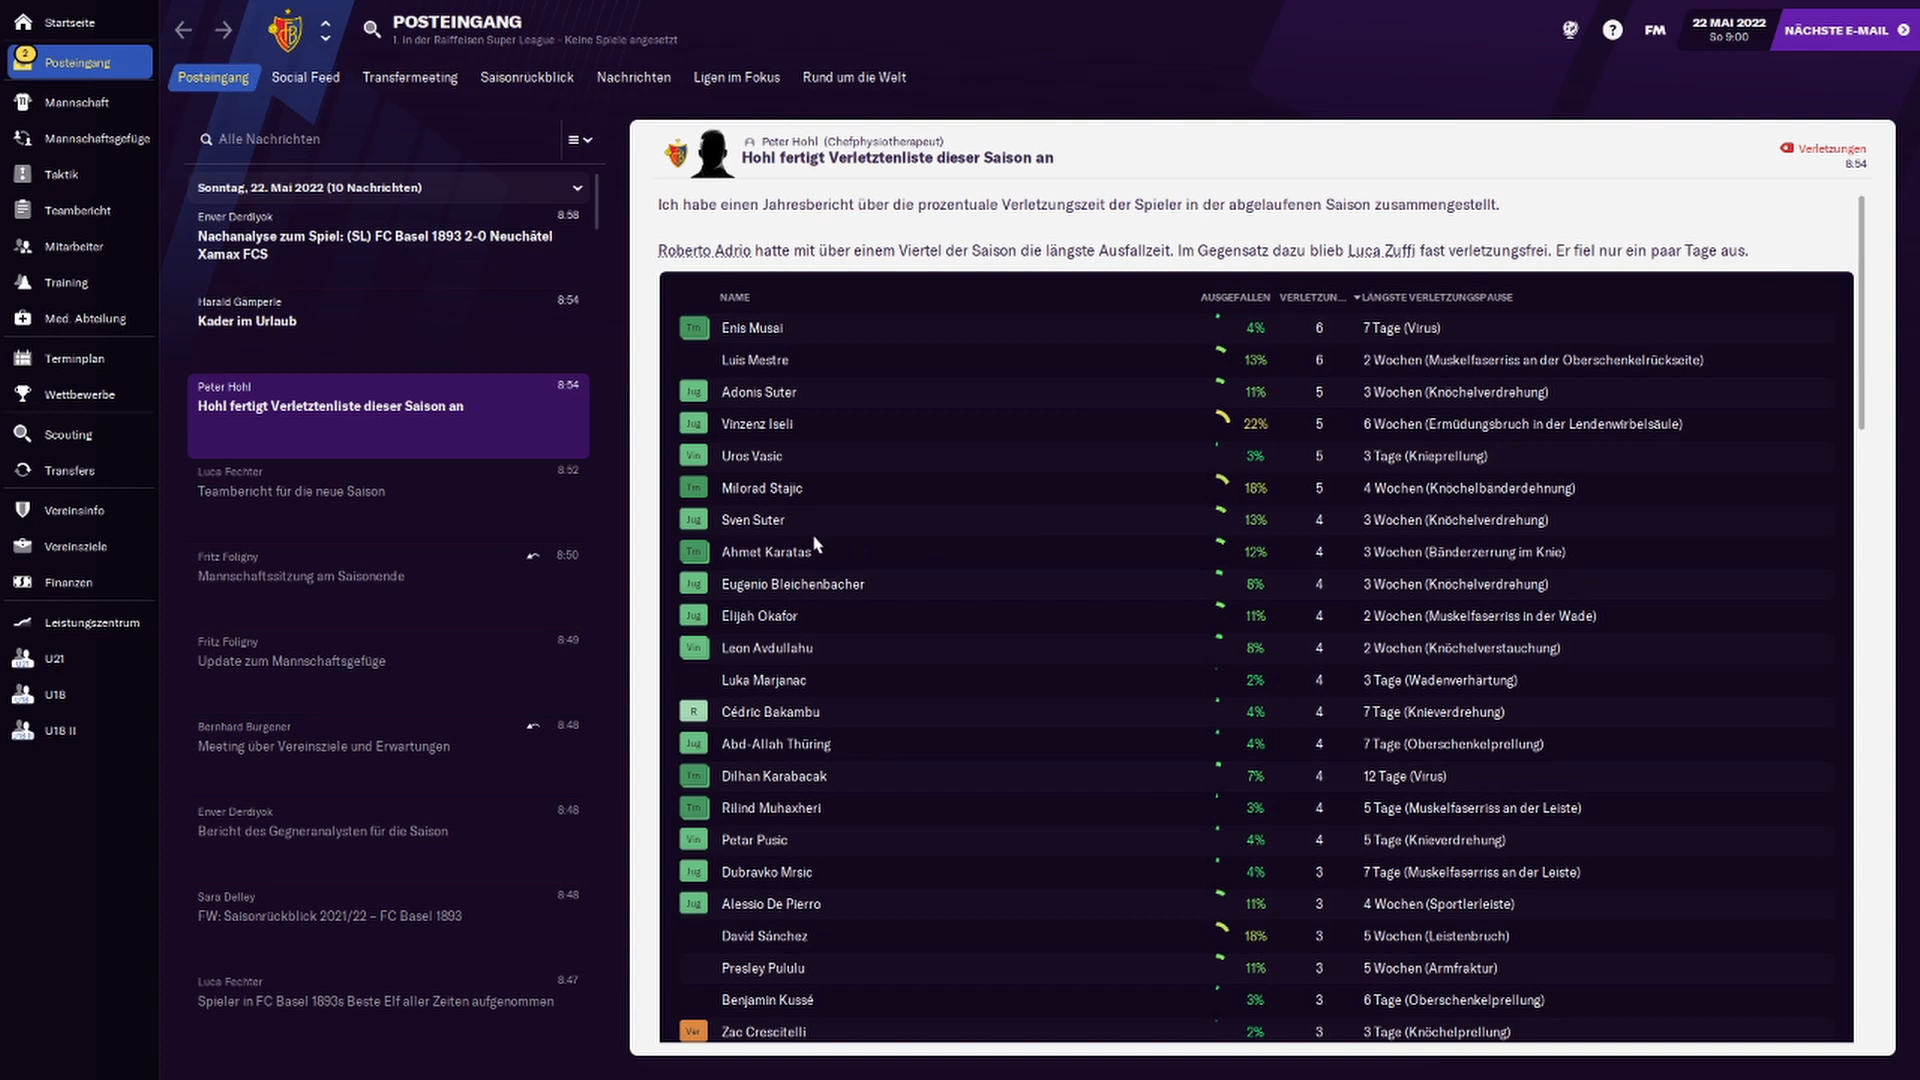 Startseite
2
Posteingang
Mannschaft
Mannschaftsgefüge
Taktik
Teambericht
Mitarbeiter
Training
Med. Abteilung
Terminplan
Wettbewerbe
Scouting
Transfers
Vereinsinfo
Vereinsziele
Finanzen
Leistungszentrum
U21
U18
U18 II
POSTEINGANG
1. in der Raiffeisen Super League - Keine Spiele angesetzt
FM
22 MAI 2022
So 9:00
NÄCHSTE E-MAIL
Posteingang Social Feed Transfermeeting Saisonrückblick Nachrichten Ligen im Fokus Rund um die Welt
Alle Nachrichten
Sonntag, 22. Mai 2022 (10 Nachrichten)
Enver Derdiyok 8:58
Nachanalyse zum Spiel: (SL) FC Basel 1893 2-0 Neuchâtel
Xamax FCS
Harald Gämperle 8:54
Kader im Urlaub
Peter Hohl 8:54
Hohl fertigt Verletztenliste dieser Saison an
Luca Fechter 8:52
Teambericht für die neue Saison
Fritz Foligny 8:50
Mannschaftssitzung am Saisonende
Fritz Foligny 8:49
Update zum Mannschaftsgefüge
Bernhard Burgener 8:48
Meeting über Vereinsziele und Erwartungen
Enver Derdiyok 8:48
Bericht des Gegneranalysten für die Saison
Sara Delley 8:48
FW: Saisonrückblick 2021/22 – FC Basel 1893
Luca Fechter 8:47
Spieler in FC Basel 1893s Beste Elf aller Zeiten aufgenommen
Peter Hohl (Chefphysiotherapeut)
Hohl fertigt Verletztenliste dieser Saison an
Verletzungen
8:54
Ich habe einen Jahresbericht über die prozentuale Verletzungszeit der Spieler in der abgelaufenen Saison zusammengestellt.
Roberto Adrio hatte mit über einem Viertel der Saison die längste Ausfallzeit. Im Gegensatz dazu blieb Luca Zuffi fast verletzungsfrei. Er fiel nur ein paar Tage aus.
NAME AUSGEFALLEN VERLETZUN... LÄNGSTE VERLETZUNGSPAUSE
Trn Enis Musai 4% 6 7 Tage (Virus)
Luis Mestre 13% 6 2 Wochen (Muskelfaserriss an der Oberschenkelrückseite)
Jug Adonis Suter 11% 5 3 Wochen (Knöchelverdrehung)
Jug Vinzenz Iseli 22% 5 6 Wochen (Ermüdungsbruch in der Lendenwirbelsäule)
Vin Uros Vasic 3% 5 3 Tage (Knieprellung)
Trn Milorad Stajic 18% 5 4 Wochen (Knöchelbänderdehnung)
Jug Sven Suter 13% 4 3 Wochen (Knöchelverdrehung)
Trn Ahmet Karatas 12% 4 3 Wochen (Bänderzerrung im Knie)
Jug Eugenio Bleichenbacher 8% 4 3 Wochen (Knöchelverdrehung)
Jug Elijah Okafor 11% 4 2 Wochen (Muskelfaserriss in der Wade)
Vin Leon Avdullahu 8% 4 2 Wochen (Knöchelverstauchung)
Luka Marjanac 2% 4 3 Tage (Wadenverhärtung)
R Cédric Bakambu 4% 4 7 Tage (Knieverdrehung)
Jug Abd-Allah Thüring 4% 4 7 Tage (Oberschenkelprellung)
Trn Dilhan Karabacak 7% 4 12 Tage (Virus)
Trn Rilind Muhaxheri 3% 4 5 Tage (Muskelfaserriss an der Leiste)
Vin Petar Pusic 4% 4 5 Tage (Knieverdrehung)
Jug Dubravko Mrsic 4% 3 7 Tage (Muskelfaserriss an der Leiste)
Jug Alessio De Pierro 11% 3 4 Wochen (Sportlerleiste)
David Sánchez 18% 3 5 Wochen (Leistenbruch)
Presley Pululu 11% 3 5 Wochen (Armfraktur)
Benjamin Kussé 3% 3 6 Tage (Oberschenkelprellung)
Ver Zac Crescitelli 2% 3 3 Tage (Knöchelprellung)